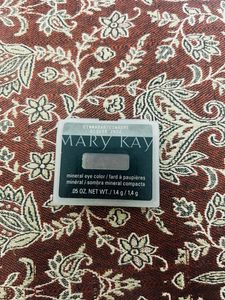 MARY KAY
mineral eye color / fard à paupières
minéral / sombra mineral compacta
.05 OZ. NET WT. / 1,4 g / 1.4 g